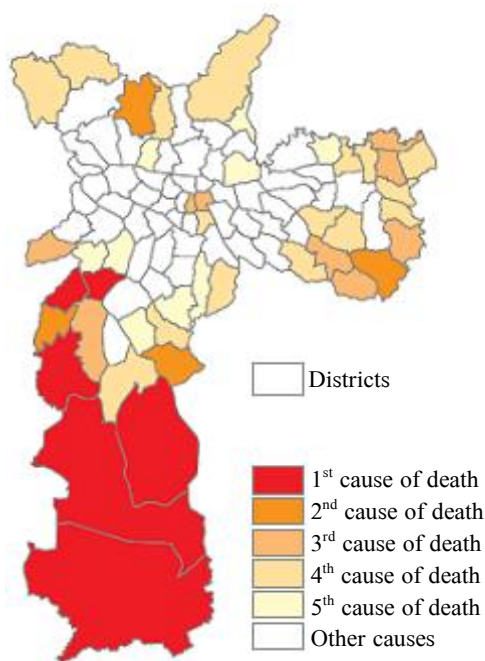 Districts
1st cause of death
2nd cause of death
3rd cause of death
4th cause of death
5th cause of death
Other causes